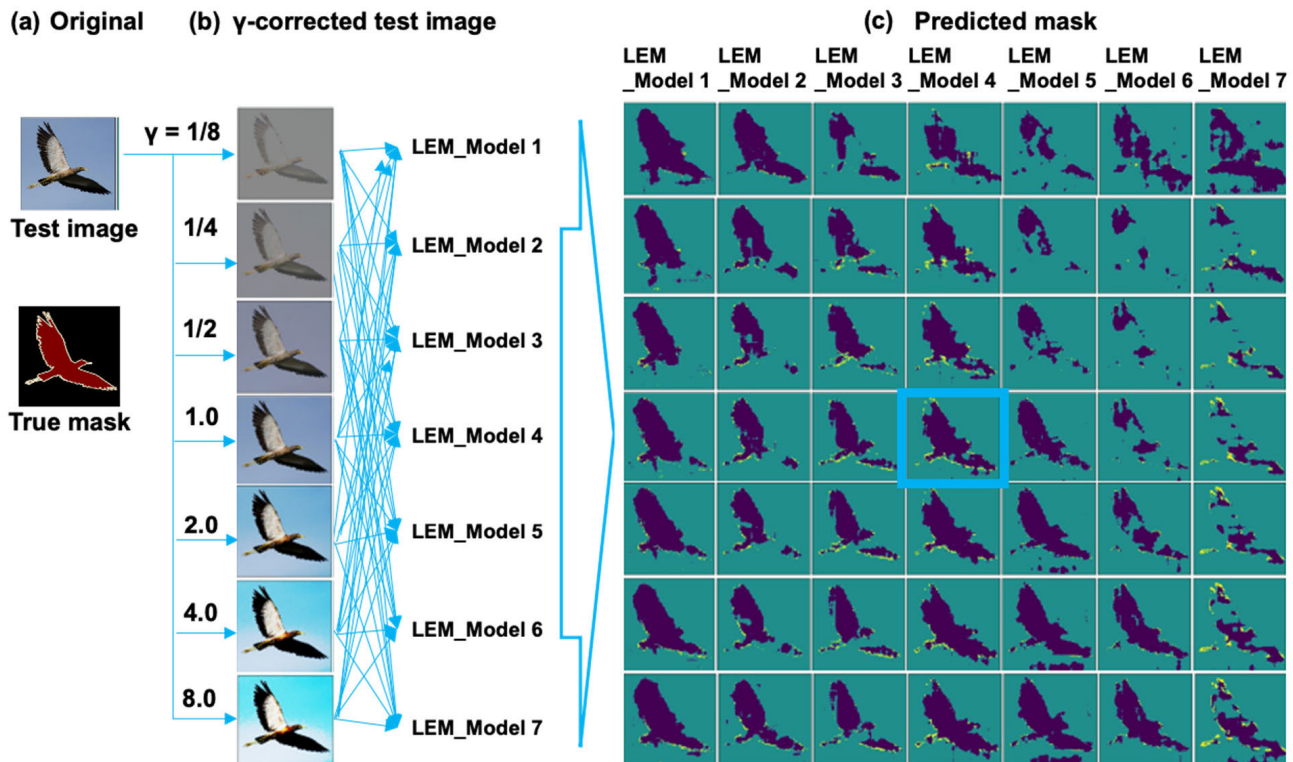 (a) Original
(b) γ-corrected test image
(c) Predicted mask
LEM _Model 1
LEM _Model 2
LEM _Model 3
LEM _Model 4
LEM _Model 5
LEM _Model 6
LEM _Model 7
Test image
True mask
γ = 1/8
1/4
1/2
1.0
2.0
4.0
8.0
LEM_Model 1
LEM_Model 2
LEM_Model 3
LEM_Model 4
LEM_Model 5
LEM_Model 6
LEM_Model 7